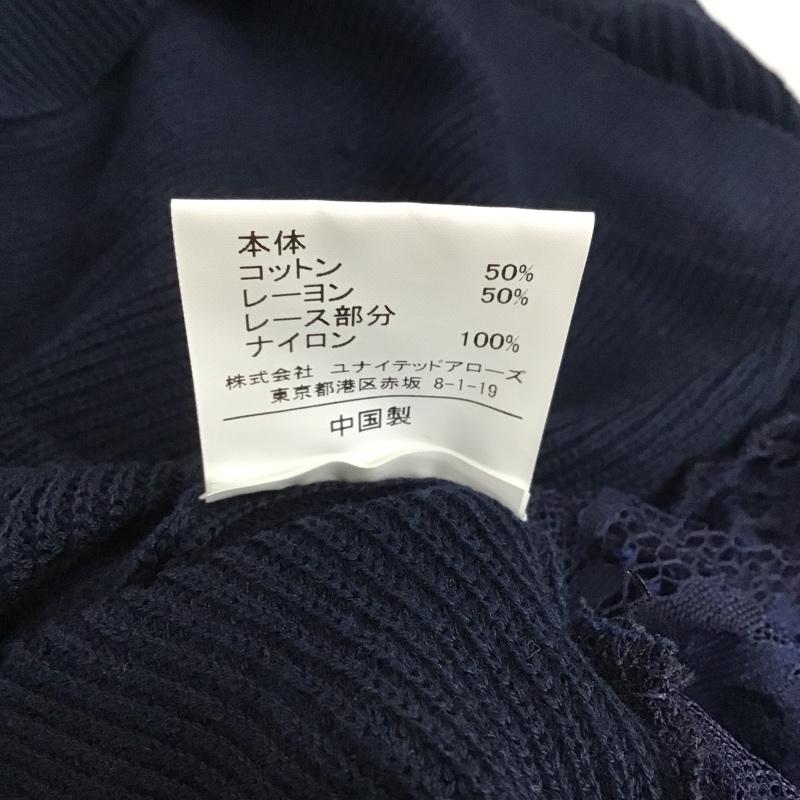 本体
コットン 50%
レーヨン 50%
レース部分
ナイロン 100%
株式会社 ユナイテッドアローズ
東京都港区赤坂 8-1-19
中国製